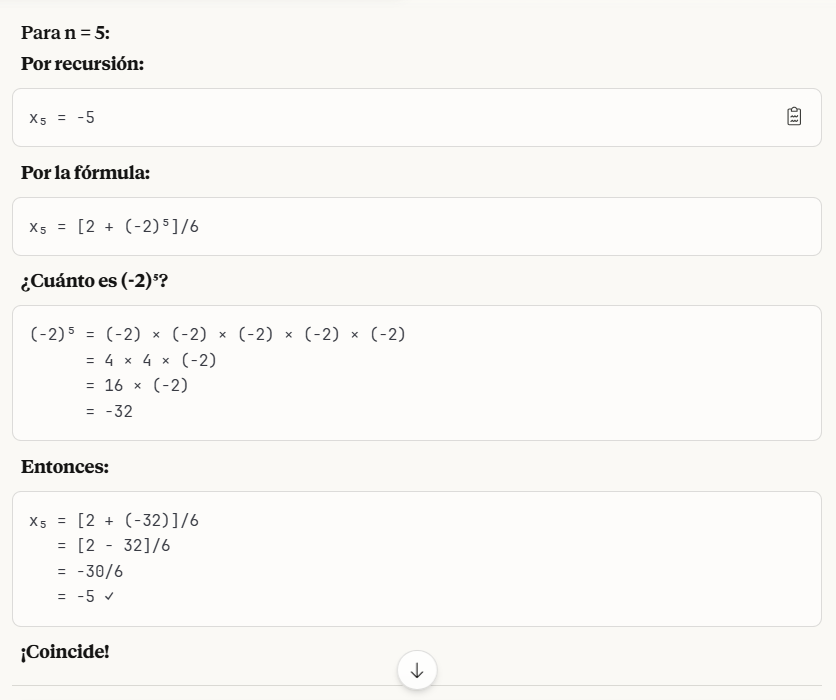 Para n = 5:
Por recursión:
x₅ = -5
Por la fórmula:
x₅ = [2 + (-2)⁵]/6
¿Cuánto es (-2)⁵?
(-2)⁵ = (-2) × (-2) × (-2) × (-2) × (-2)
= 4 × 4 × (-2)
= 16 × (-2)
= -32
Entonces:
x₅ = [2 + (-32)]/6
= [2 - 32]/6
= -30/6
= -5 ✓
¡Coincide!